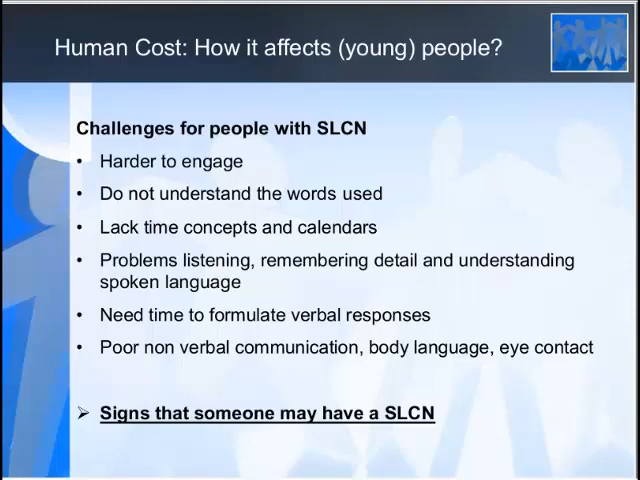 Human Cost: How it affects (young) people?
Challenges for people with SLCN
• Harder to engage
• Do not understand the words used
• Lack time concepts and calendars
• Problems listening, remembering detail and understanding
spoken language
• Need time to formulate verbal responses
• Poor non verbal communication, body language, eye contact
➢ Signs that someone may have a SLCN